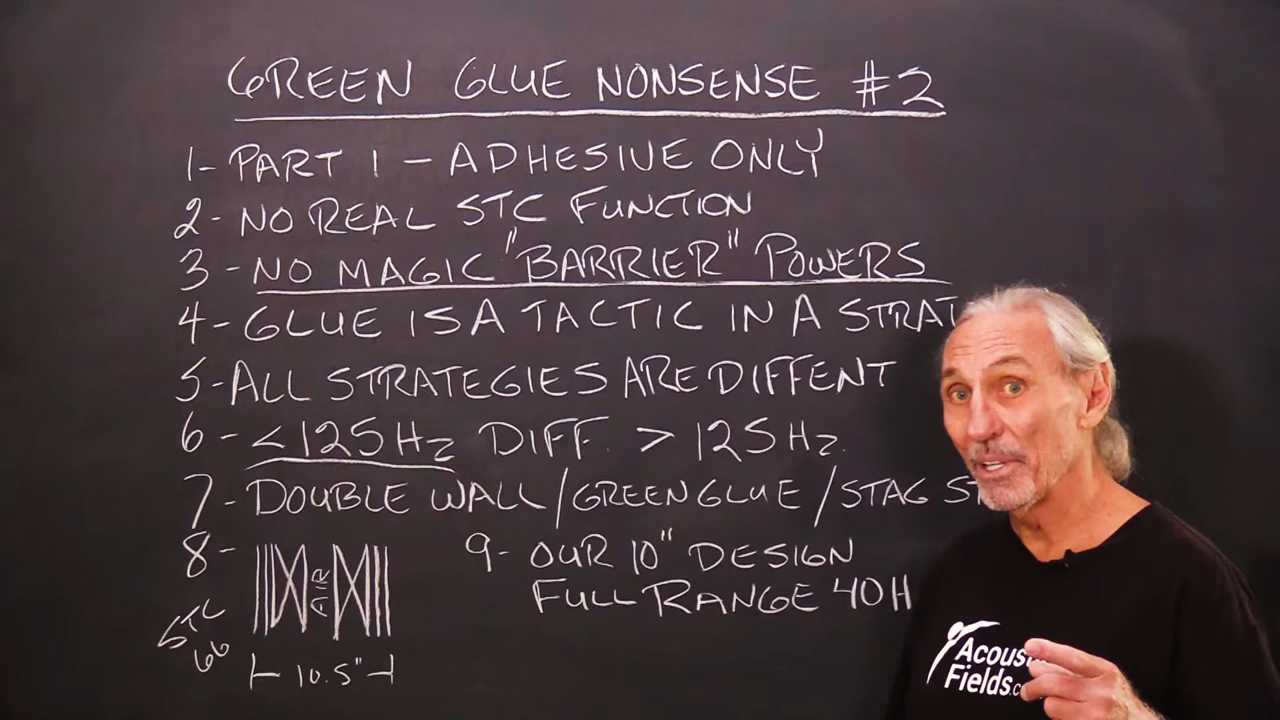 GREEN GLUE NONSENSE #2
1- PART 1 - ADHESIVE ONLY
2- NO REAL STC FUNCTION
3- NO MAGIC "BARRIER" POWERS
4- GLUE IS A TACTIC IN A STRAT
5- ALL STRATEGIES ARE DIFFENT
6- <125Hz DIFF. > 125Hz.
7- DOUBLE WALL/GREEN GLUE/STAG ST
8- AIR
STC 66
10.5"
9- OUR 10" DESIGN
FULL RANGE 40H
Acous
Fields.c